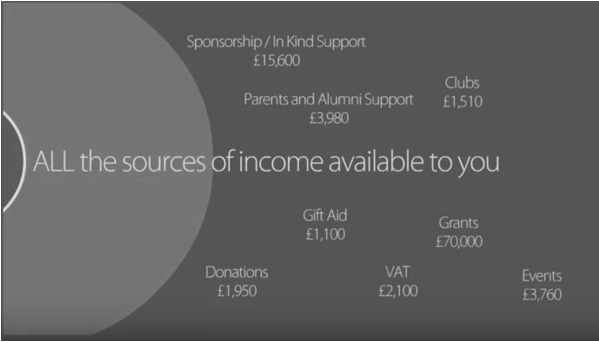 Sponsorship / In Kind Support
£15,600
Clubs
£1,510
Parents and Alumni Support
£3,980
ALL the sources of income available to you
Gift Aid
£1,100
Grants
£70,000
Donations
£1,950
VAT
£2,100
Events
£3,760